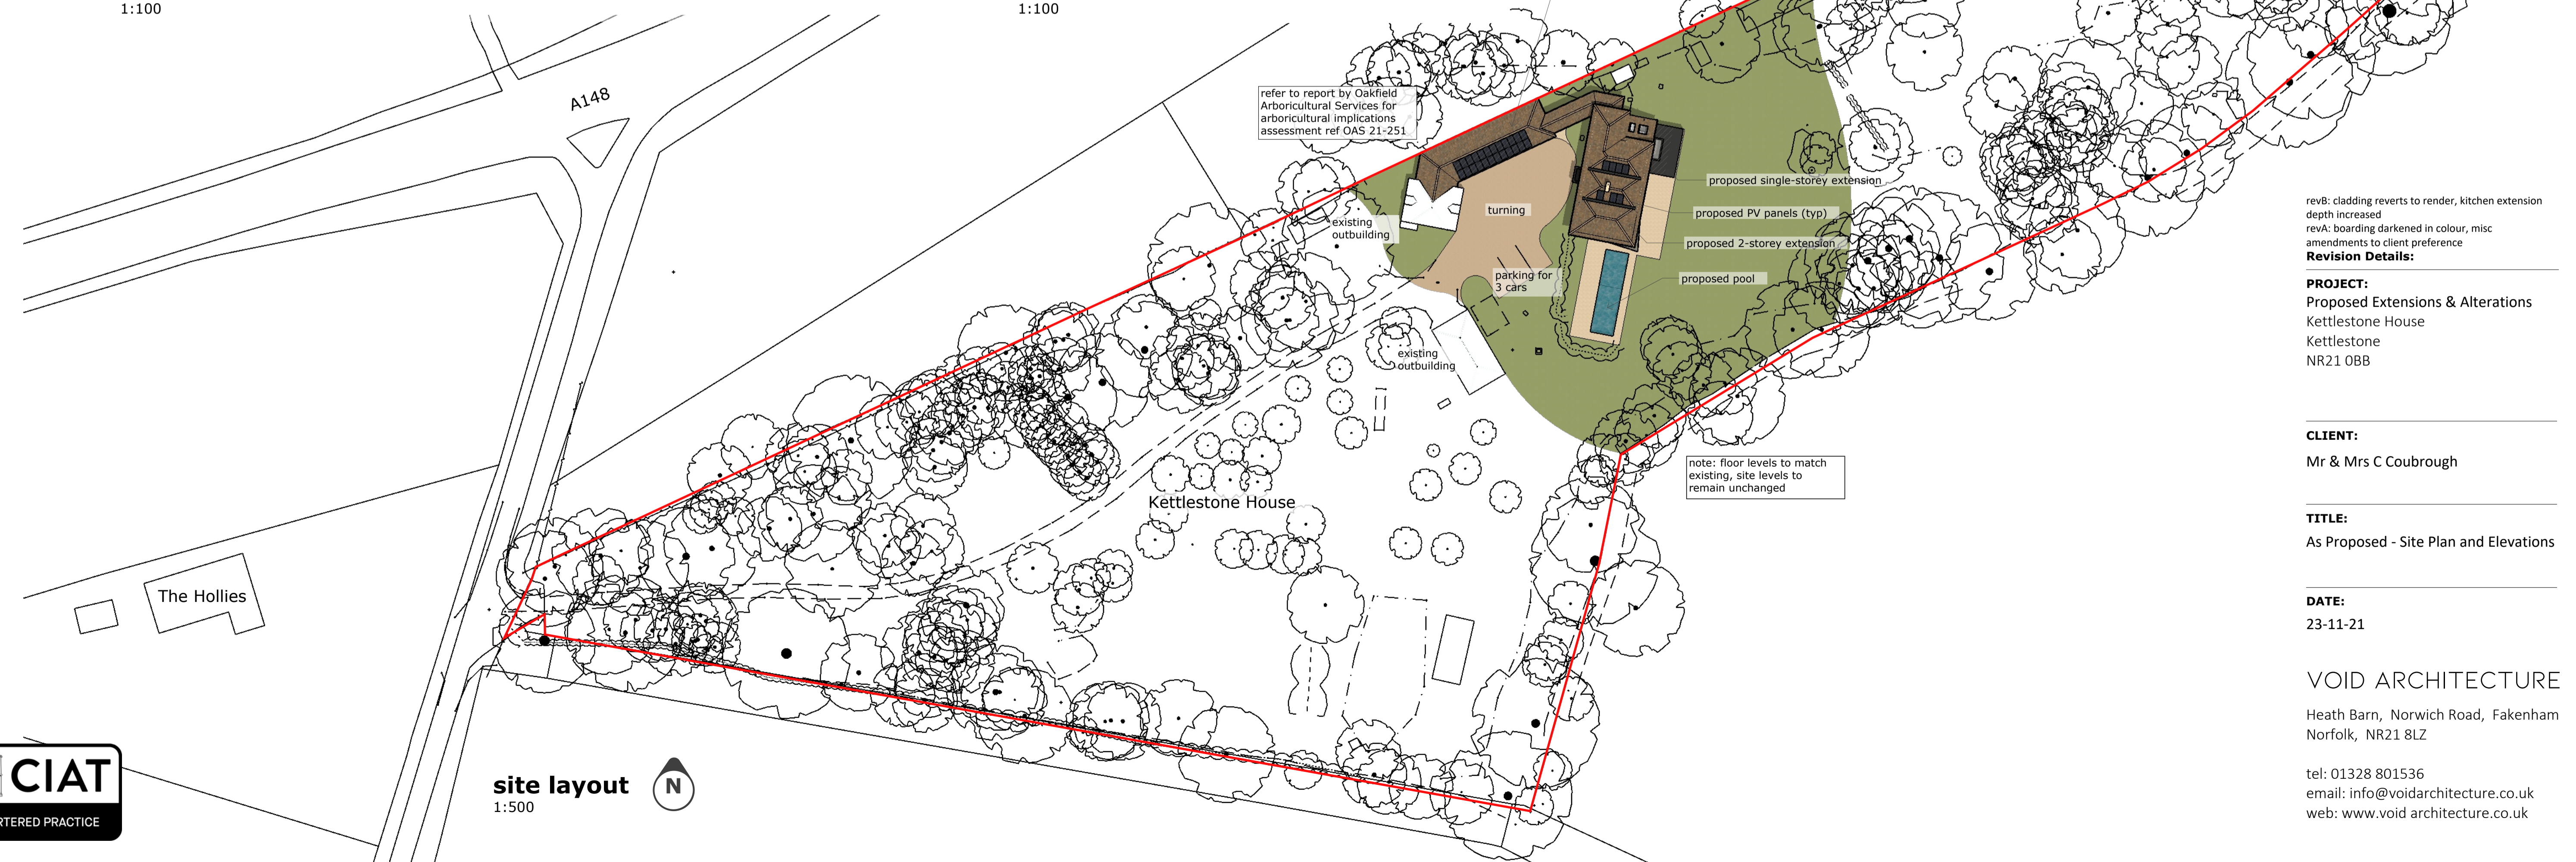 1:100
1:100
A148
refer to report by Oakfield
Arboricultural Services for
arboricultural implications
assessment ref OAS 21-251
proposed single-storey extension
turning
proposed PV panels (typ)
existing
outbuilding
proposed 2-storey extension
parking for
3 cars
proposed pool
existing
outbuilding
note: floor levels to match
existing, site levels to
remain unchanged
Kettlestone House
The Hollies
site layout
1:500
N
CIAT
RTERED PRACTICE
revB: cladding reverts to render, kitchen extension
depth increased
revA: boarding darkened in colour, misc
amendments to client preference
Revision Details:
PROJECT:
Proposed Extensions & Alterations
Kettlestone House
Kettlestone
NR21 0BB
CLIENT:
Mr & Mrs C Coubrough
TITLE:
As Proposed - Site Plan and Elevations
DATE:
23-11-21
VOID ARCHITECTURE
Heath Barn, Norwich Road, Fakenham
Norfolk, NR21 8LZ
tel: 01328 801536
email: info@voidarchitecture.co.uk
web: www.void architecture.co.uk